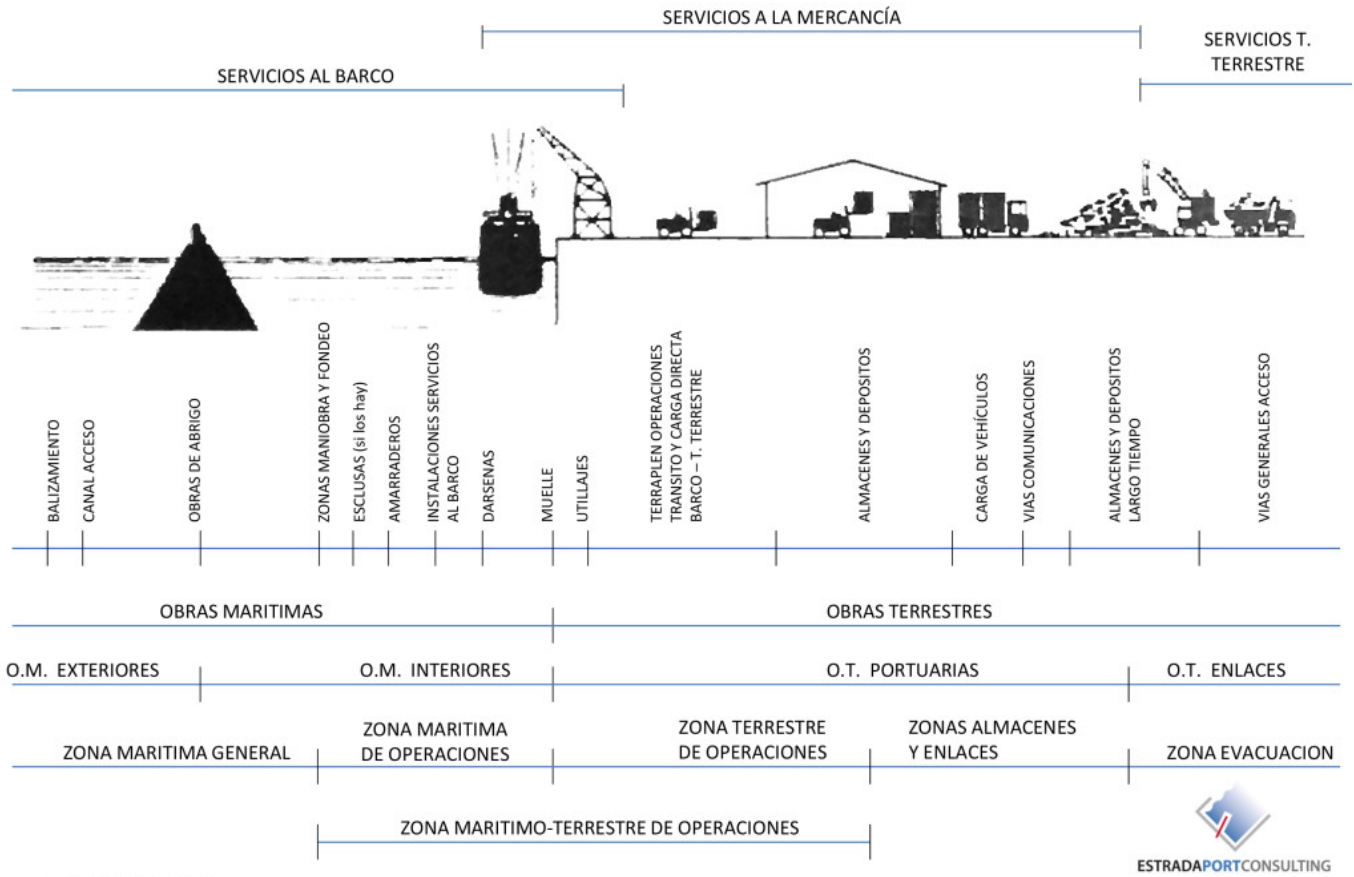 SERVICIOS A LA MERCANCÍA
SERVICIOS T.
TERRESTRE
SERVICIOS AL BARCO
BALIZAMIENTO
CANAL ACCESO
OBRAS DE ABRIGO
ZONAS MANIOBRA Y FONDEO
ESCLUSAS (si los hay)
AMARRADEROS
INSTALACIONES SERVICIOS
AL BARCO
DARSENAS
MUELLE
UTILLAJES
TERRAPLEN OPERACIONES
TRANSITO Y CARGA DIRECTA
BARCO – T. TERRESTRE
ALMACENES Y DEPOSITOS
CARGA DE VEHÍCULOS
VIAS COMUNICACIONES
ALMACENES Y DEPOSITOS
LARGO TIEMPO
VIAS GENERALES ACCESO
OBRAS MARITIMAS
OBRAS TERRESTRES
O.M. EXTERIORES
O.M. INTERIORES
O.T. PORTUARIAS
O.T. ENLACES
ZONA MARITIMA GENERAL
ZONA MARITIMA
DE OPERACIONES
ZONA TERRESTRE
DE OPERACIONES
ZONAS ALMACENES
Y ENLACES
ZONA EVACUACION
ZONA MARITIMO-TERRESTRE DE OPERACIONES
ESTRADAPORTCONSULTING